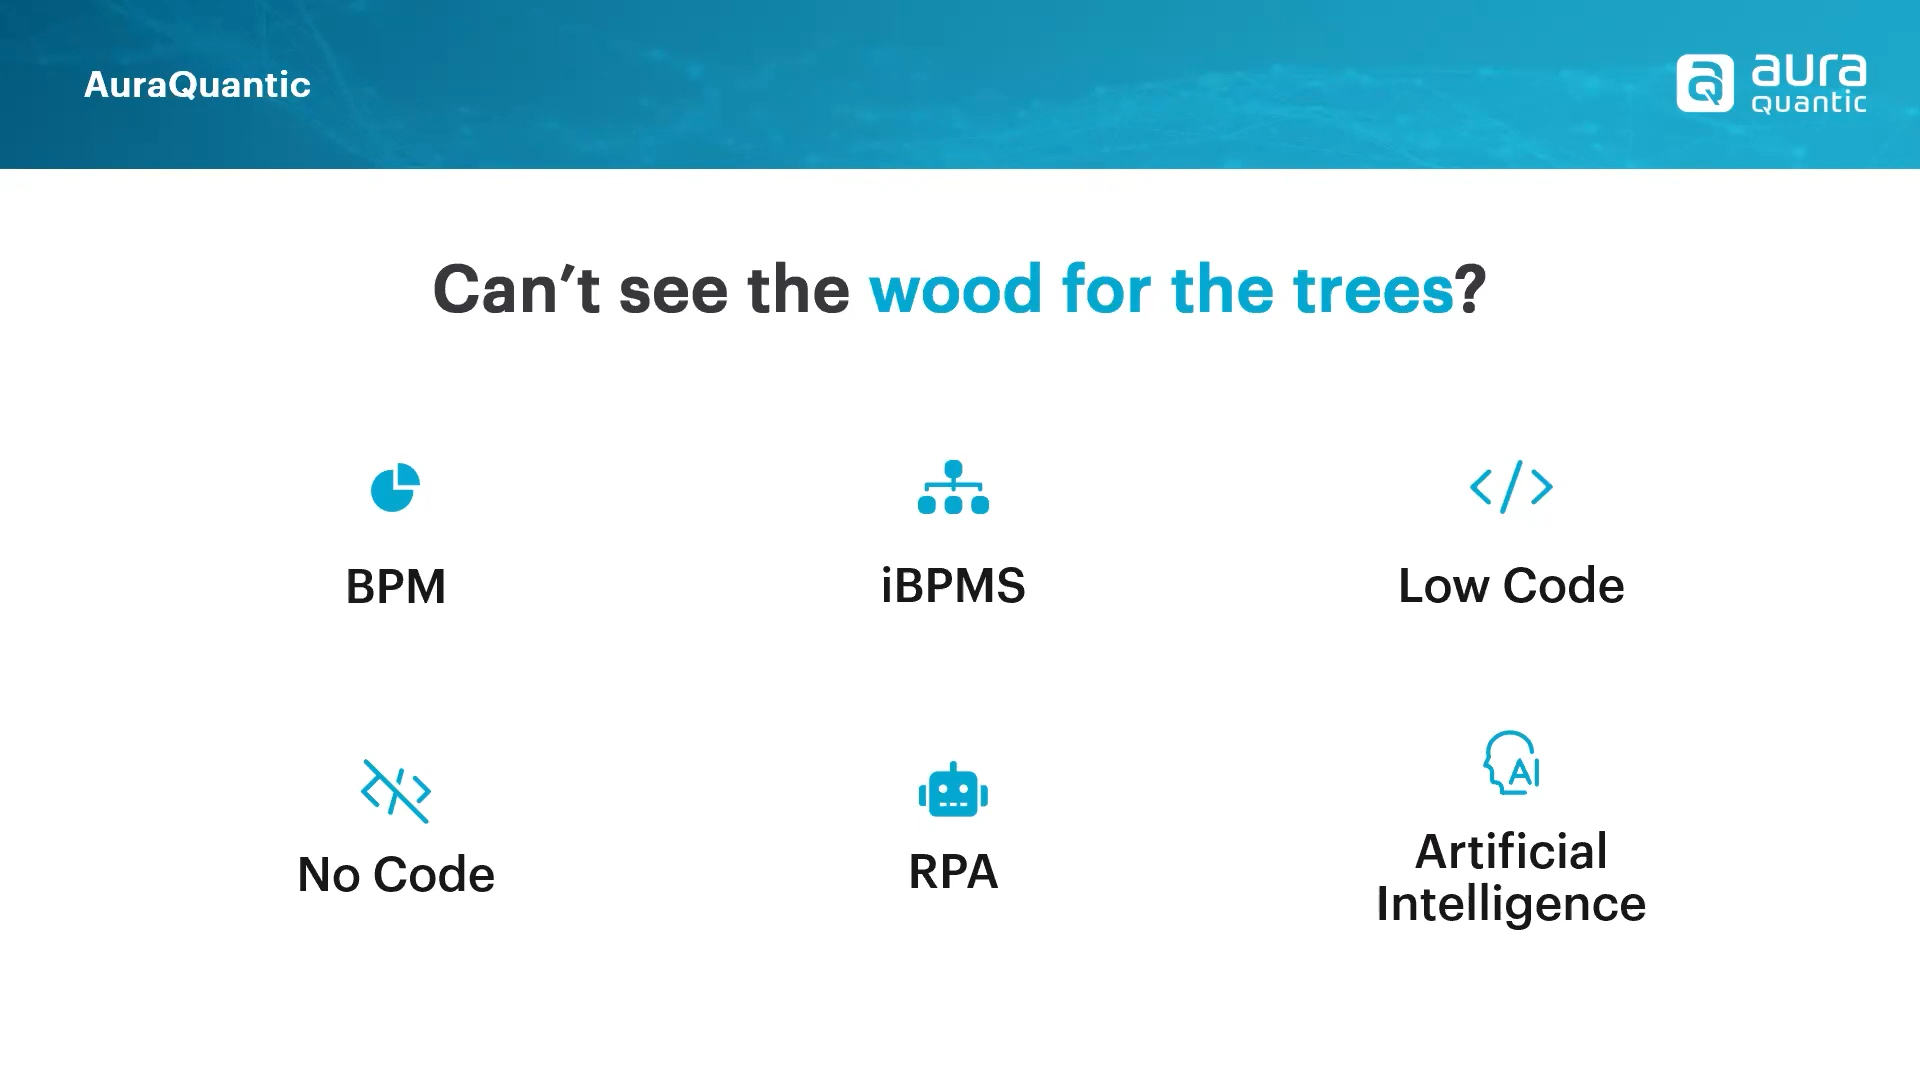 AuraQuantic
aura
quantic
Can’t see the wood for the trees?
BPM
iBPMS
Low Code
No Code
RPA
AI
Artificial
Intelligence